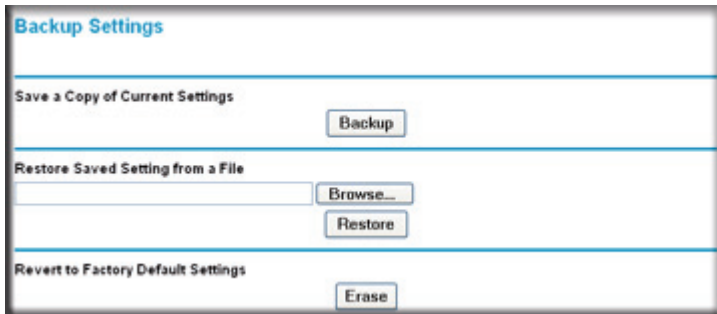 Backup Settings
Save a Copy of Current Settings
Backup
Restore Saved Setting from a File
Browse...
Restore
Revert to Factory Default Settings
Erase